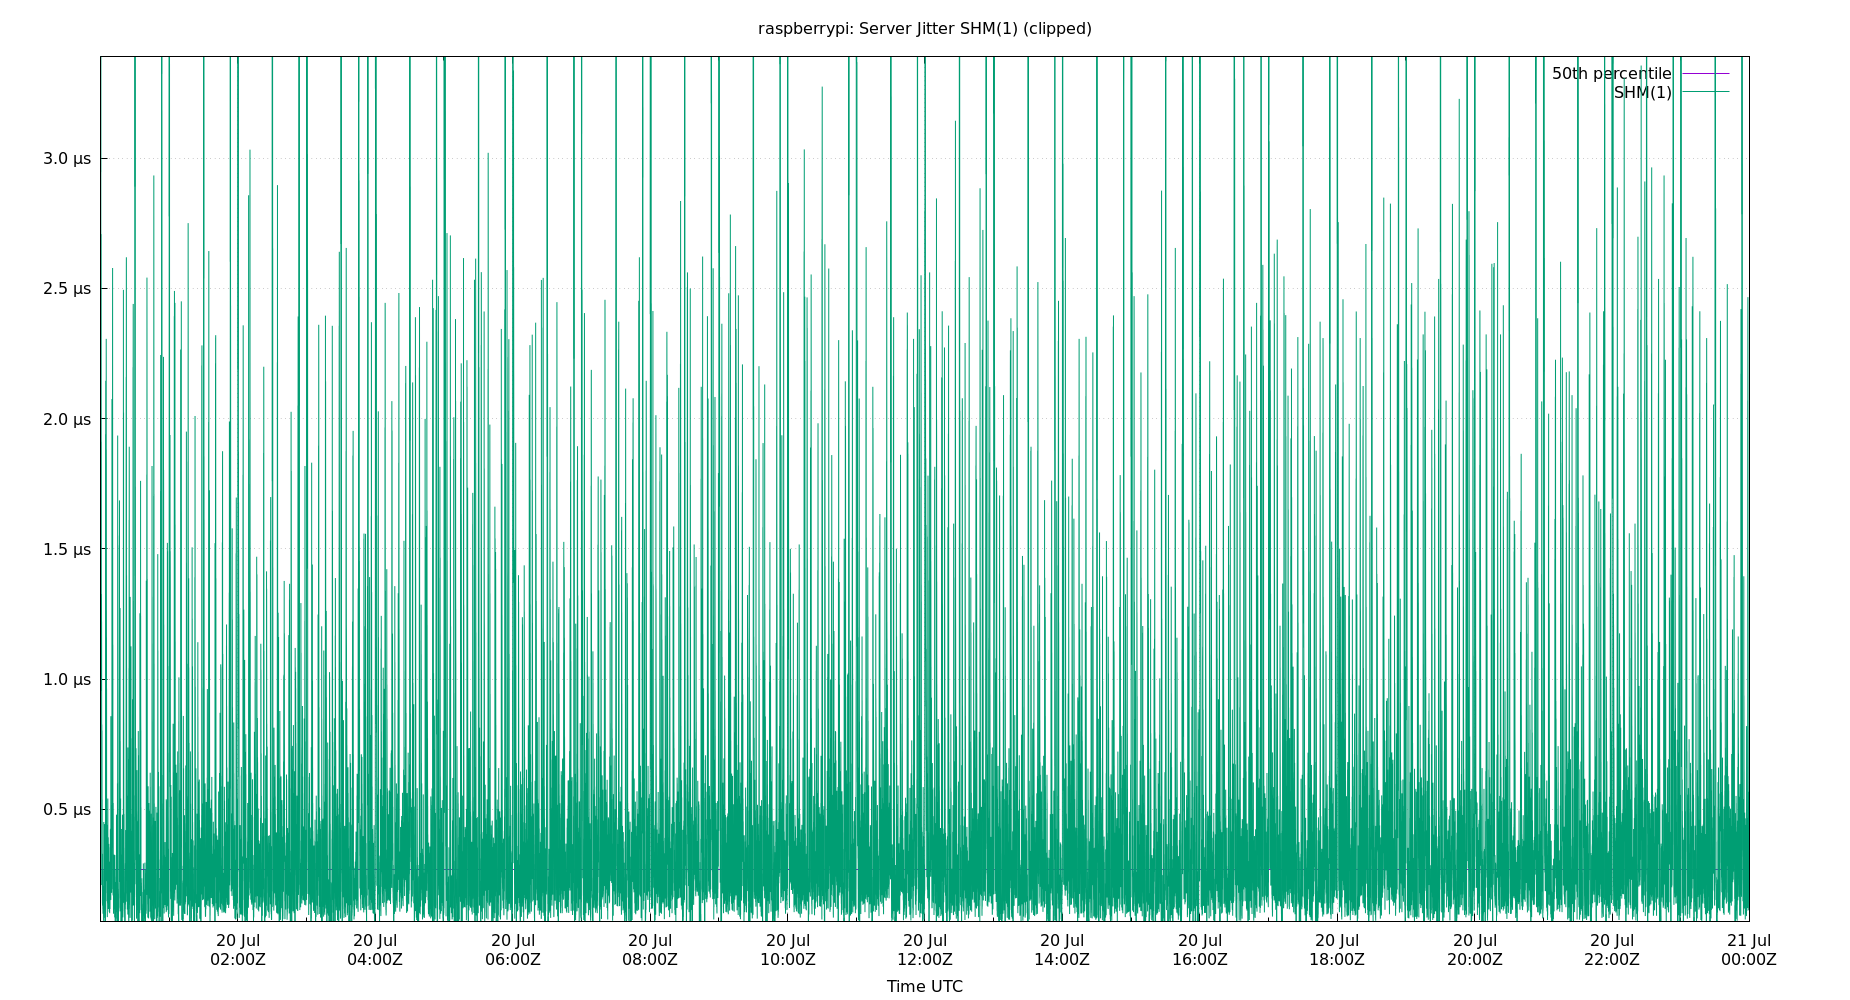 raspberrypi: Server Jitter SHM(1) (clipped)
50th percentile
SHM(1)
3.0 µs
2.5 µs
2.0 µs
1.5 µs
1.0 µs
0.5 µs
20 Jul 20 Jul 20 Jul 20 Jul 20 Jul 20 Jul 20 Jul 20 Jul 20 Jul 20 Jul 20 Jul 21 Jul
02:00Z 04:00Z 06:00Z 08:00Z 10:00Z 12:00Z 14:00Z 16:00Z 18:00Z 20:00Z 22:00Z 00:00Z
Time UTC